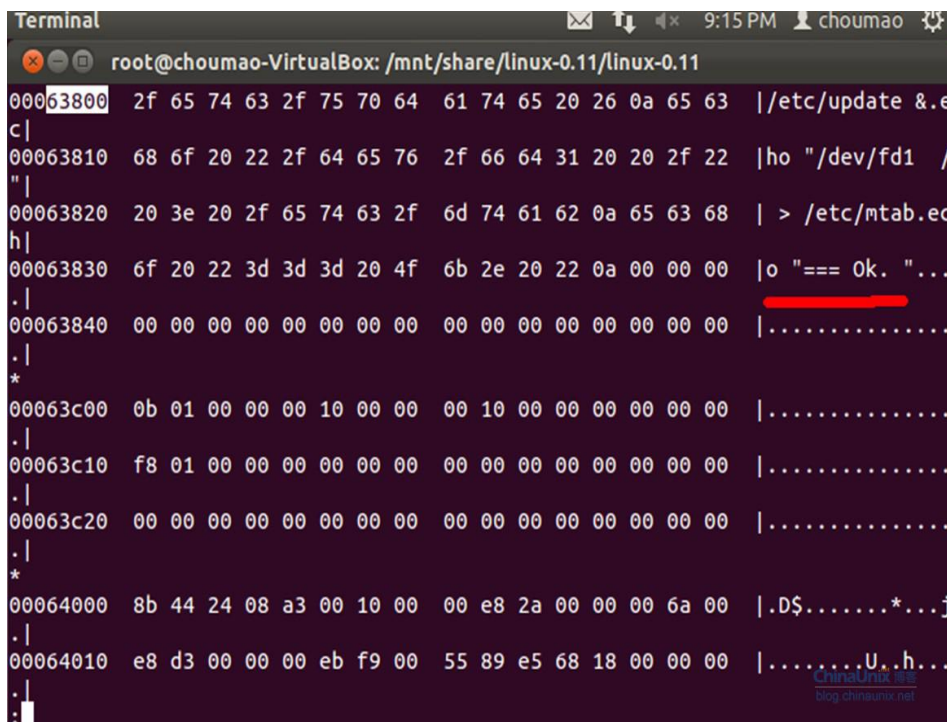 Terminal 9:15 PM choumao
root@choumao-VirtualBox: /mnt/share/linux-0.11/linux-0.11
00063800  2f 65 74 63 2f 75 70 64  61 74 65 20 26 0a 65 63  |/etc/update &.e
c|
00063810  68 6f 20 22 2f 64 65 76  2f 66 64 31 20 20 2f 22  |ho "/dev/fd1  /
"|
00063820  20 3e 20 2f 65 74 63 2f  6d 74 61 62 0a 65 63 68  | > /etc/mtab.ec
h|
00063830  6f 20 22 3d 3d 3d 20 4f  6b 2e 20 22 0a 00 00 00  |o "=== Ok. "...
.|
00063840  00 00 00 00 00 00 00 00  00 00 00 00 00 00 00 00  |...............
.|
*
00063c00  0b 01 00 00 00 10 00 00  00 10 00 00 00 00 00 00  |...............
.|
00063c10  f8 01 00 00 00 00 00 00  00 00 00 00 00 00 00 00  |...............
.|
00063c20  00 00 00 00 00 00 00 00  00 00 00 00 00 00 00 00  |...............
.|
*
00064000  8b 44 24 08 a3 00 10 00  00 e8 2a 00 00 00 6a 00  |.D$.......*...j
.|
00064010  e8 d3 00 00 00 eb f9 00  55 89 e5 68 18 00 00 00  |........U..h...
.|
:
ChinaUnix 博客
blog.chinaunix.net